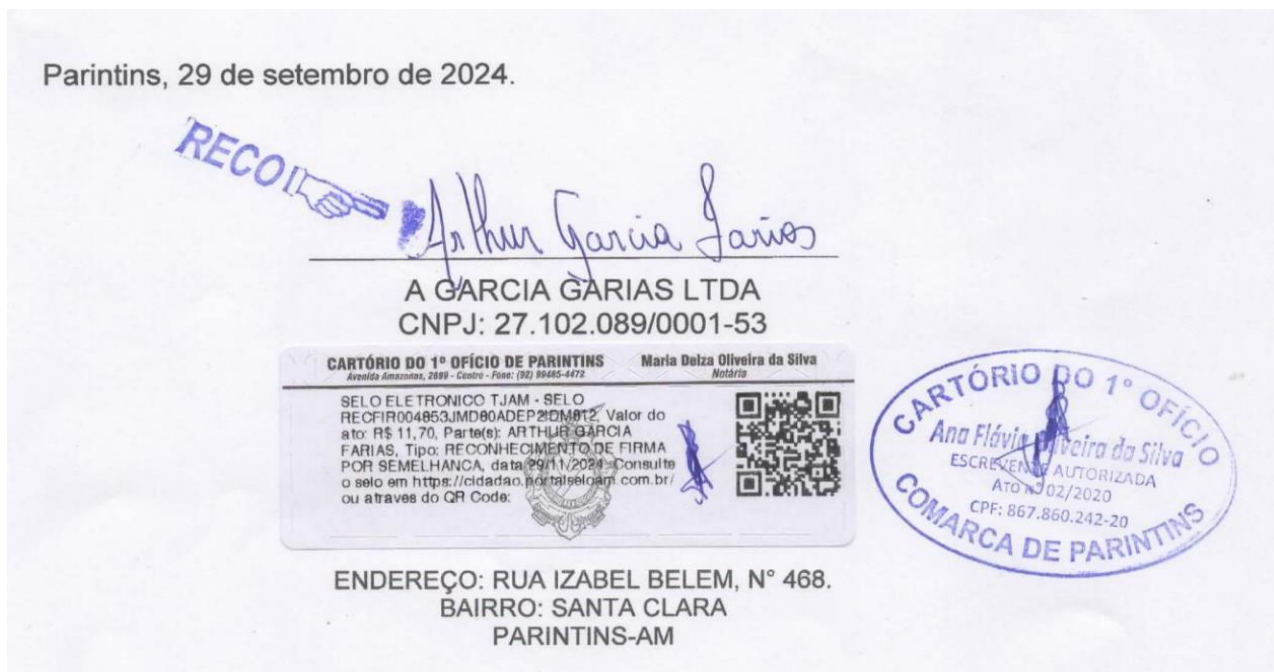 Parintins, 29 de setembro de 2024.
RECO
Arthur Garcia Farias
A GARCIA GARIAS LTDA
CNPJ: 27.102.089/0001-53
CARTÓRIO DO 1º OFÍCIO DE PARINTINS
Avenida Amazonas, 2699 - Centro - Fone: (92) 99465-4472
Maria Delza Oliveira da Silva
Notária
SELO ELETRONICO TJAM - SELO
RECFIR004853JMD80ADEP2IDM812, Valor do
ato: R$ 11,70, Parte(s): ARTHUR GARCIA
FARIAS, Tipo: RECONHECIMENTO DE FIRMA
POR SEMELHANCA, data 29/11/2024. Consulte
o selo em https://cidadao.portalseloam.com.br/
ou atraves do QR Code:
CARTÓRIO DO 1º OFÍCIO
Ana Flávia Oliveira da Silva
ESCREVENTE AUTORIZADA
ATO Nº 02/2020
CPF: 867.860.242-20
COMARCA DE PARINTINS
ENDEREÇO: RUA IZABEL BELEM, N° 468.
BAIRRO: SANTA CLARA
PARINTINS-AM